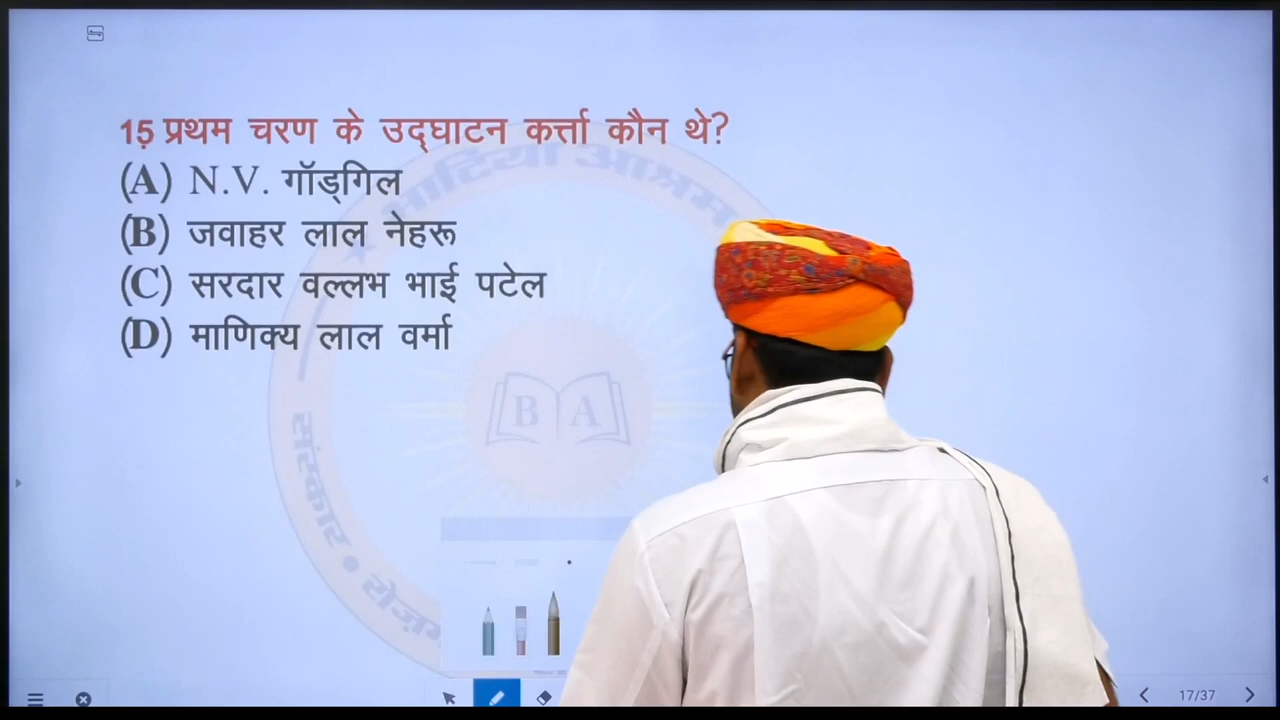 15 प्रथम चरण के उद्घाटन कर्त्ता कौन थे?
(A) N.V. गॉड्गिल
(B) जवाहर लाल नेहरू
(C) सरदार वल्लभ भाई पटेल
(D) माणिक्य लाल वर्मा
B A
संस्कार •
17/37